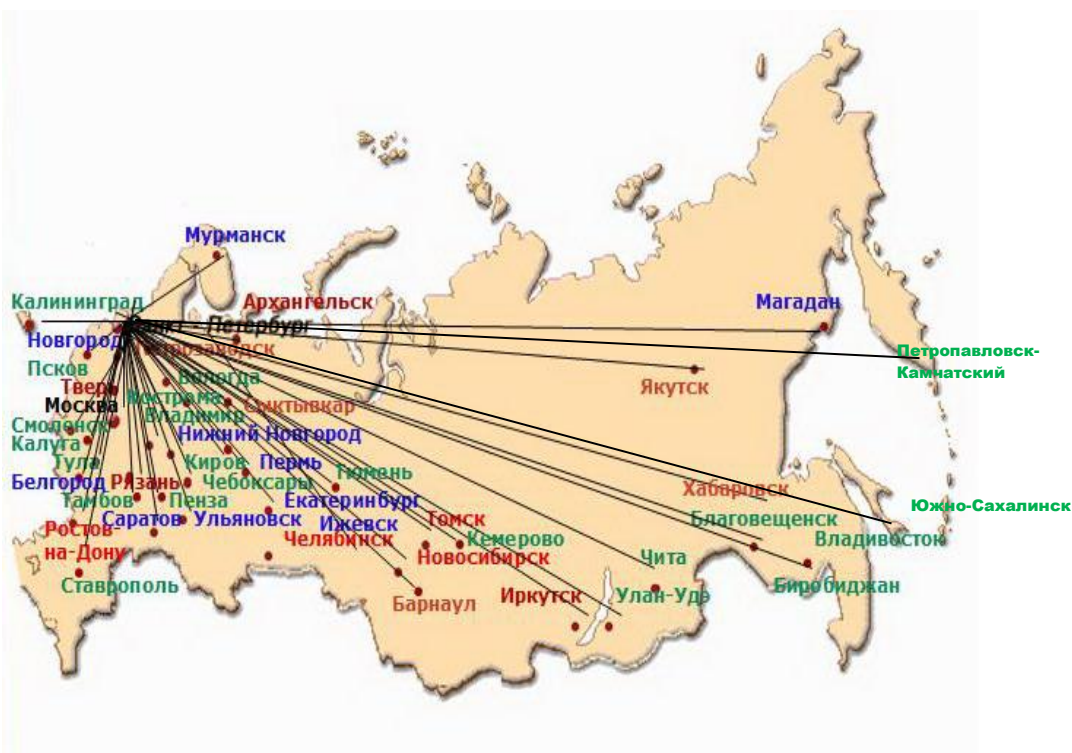 Мурманск
Калининград
Архангельск
Магадан
Санкт - Петербург
Новгород
Петрозаводск
Петропавловск-
Камчатский
Псков
Вологда
Тверь
Якутск
Москва
Кострома
Сыктывкар
Владимир
Смоленск
Калуга
Нижний Новгород
Тула
Киров
Пермь
Тюмень
Белгород
Рязань
Чебоксары
Хабаровск
Тамбов
Пенза
Екатеринбург
Южно-Сахалинск
Саратов
Ульяновск
Ижевск
Томск
Благовещенск
Ростов-
на-Дону
Челябинск
Кемерово
Владивосток
Новосибирск
Чита
Ставрополь
Барнаул
Иркутск
Улан-Удэ
Биробиджан